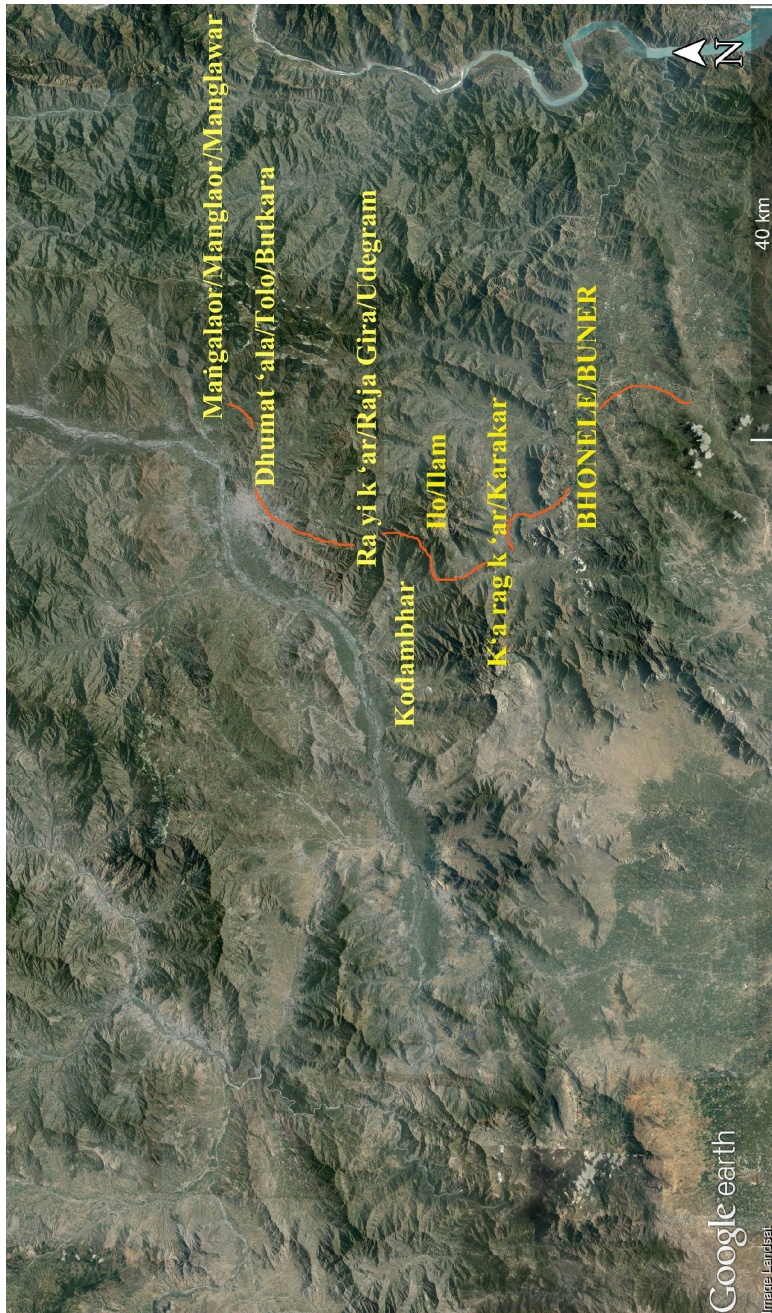 Maṅgalaor/Manglaor/Manglawar
Dhumat ‘ala/Tolo/Butkara
Ra yi k ‘ar/Raja Gira/Udegram
Kodambhar
Ilo/Ilam
K‘a rag k ‘ar/Karakar
BHONELE/BUNER
N
40 km
Google earth
Image Landsat